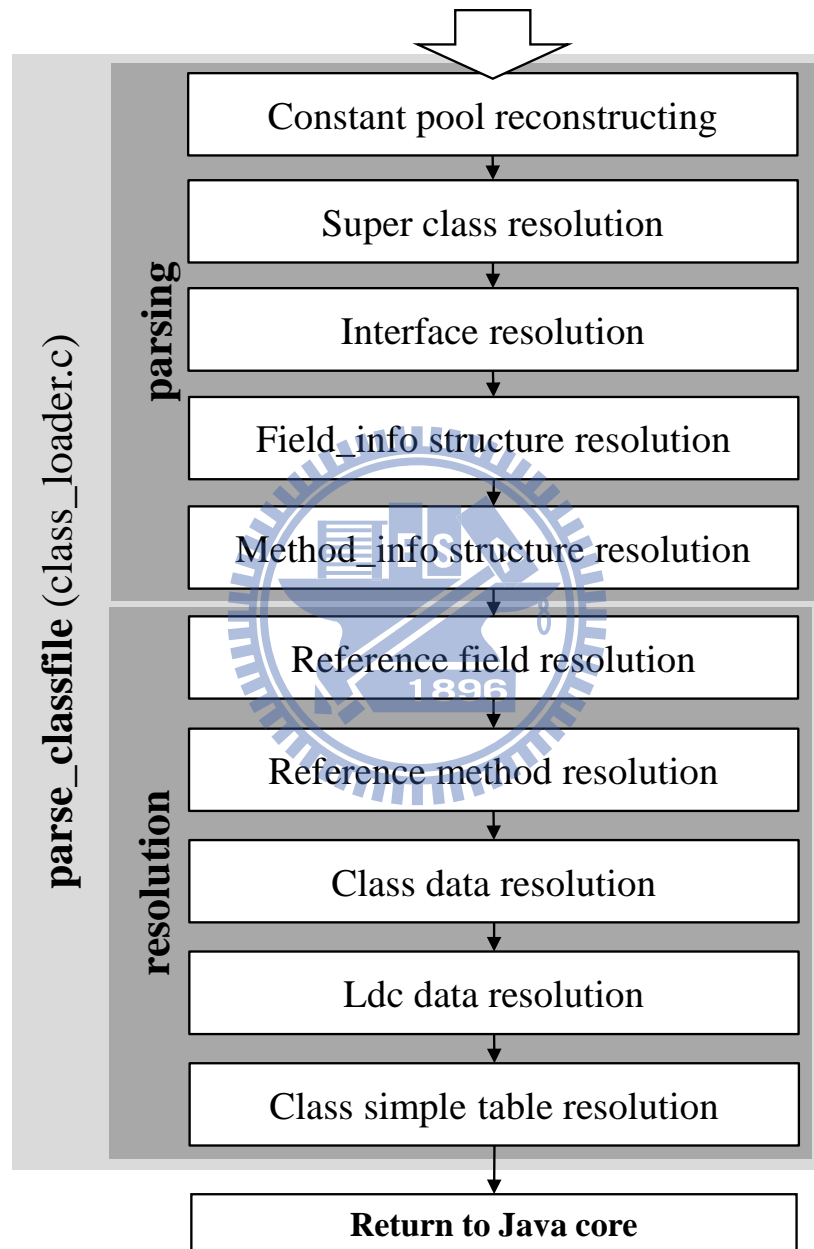 parse_classfile (class_loader.c)
parsing
Constant pool reconstructing
Super class resolution
Interface resolution
Field_info structure resolution
Method_info structure resolution
resolution
Reference field resolution
1896
Reference method resolution
Class data resolution
Ldc data resolution
Class simple table resolution
Return to Java core